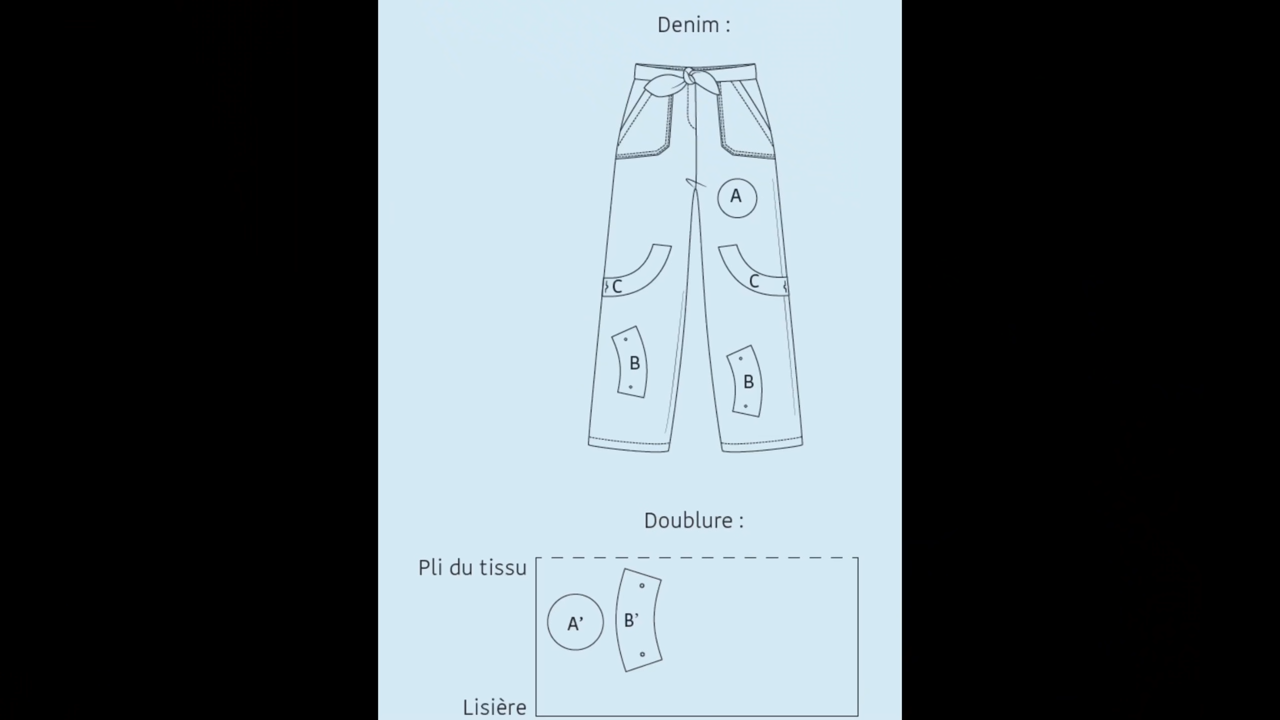 Denim :
A
C
C
B
B
Doublure :
Pli du tissu
A’
B’
Lisière